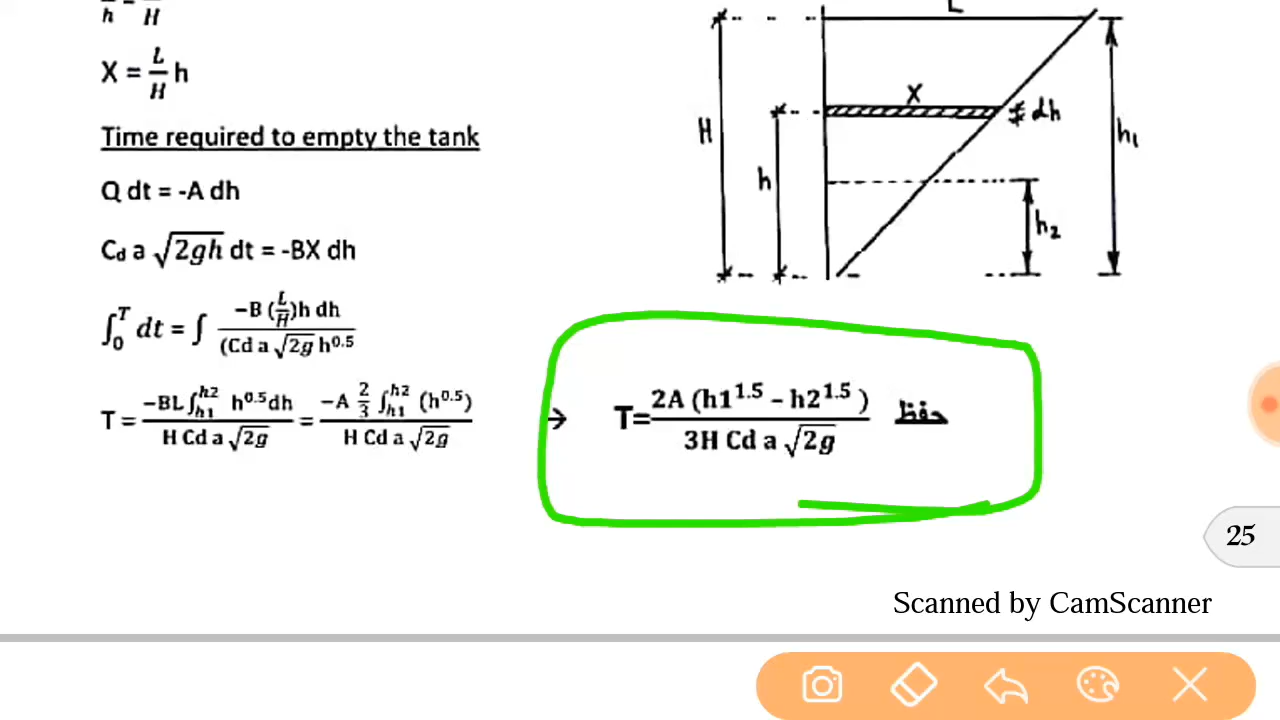 h = H
X = L/H h
Time required to empty the tank
Q dt = -A dh
Cd a √2gh dt = -BX dh
∫₀ᵀ dt = ∫ −B (L/H)h dh / (Cd a √2g h^0.5
T = −BL ∫h1^h2 h^0.5dh / H Cd a √2g = −A 2/3 ∫h1^h2 (h^0.5) / H Cd a √2g → T= 2A (h1^1.5 − h2^1.5 ) / 3H Cd a √2g حفظ
L
X
dh
H
h
h₁
h₂
25
Scanned by CamScanner